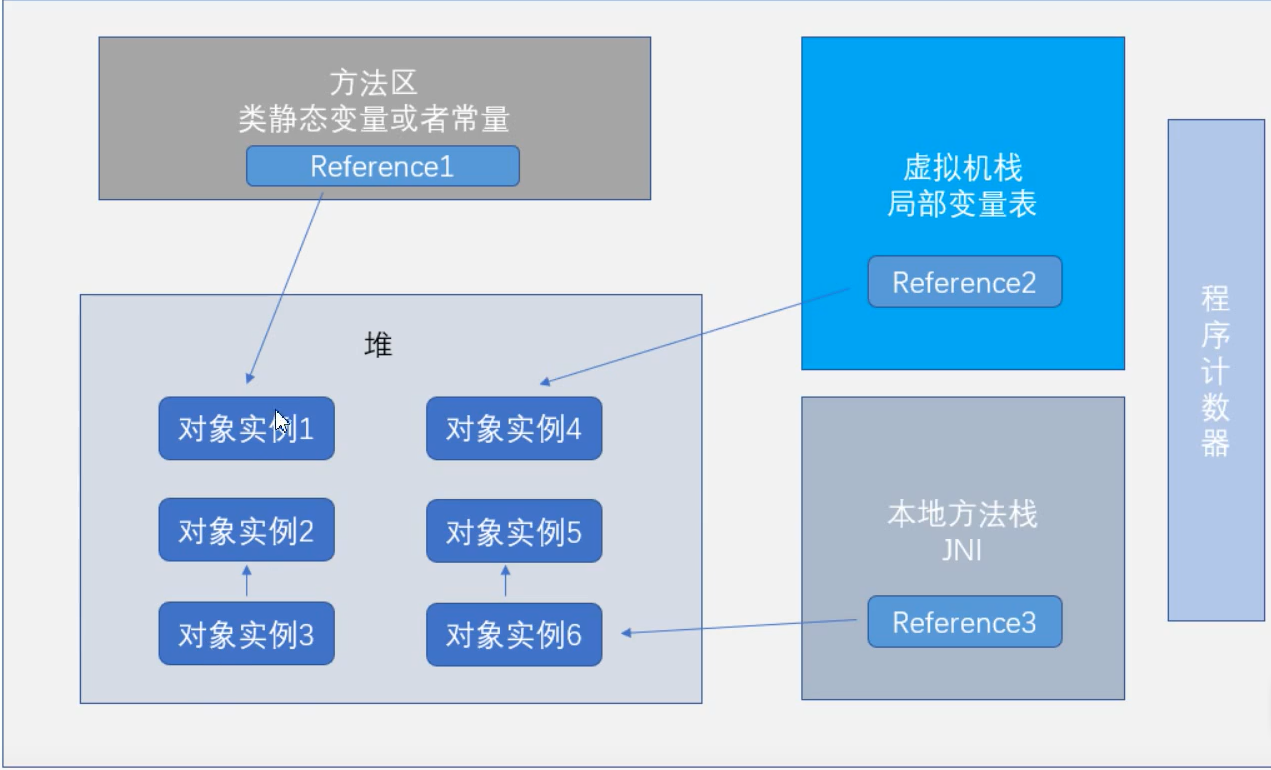 方法区
类静态变量或者常量
Reference1
堆
对象实例1
对象实例4
对象实例2
对象实例5
对象实例3
对象实例6
虚拟机栈
局部变量表
Reference2
本地方法栈
JNI
Reference3
程序计数器